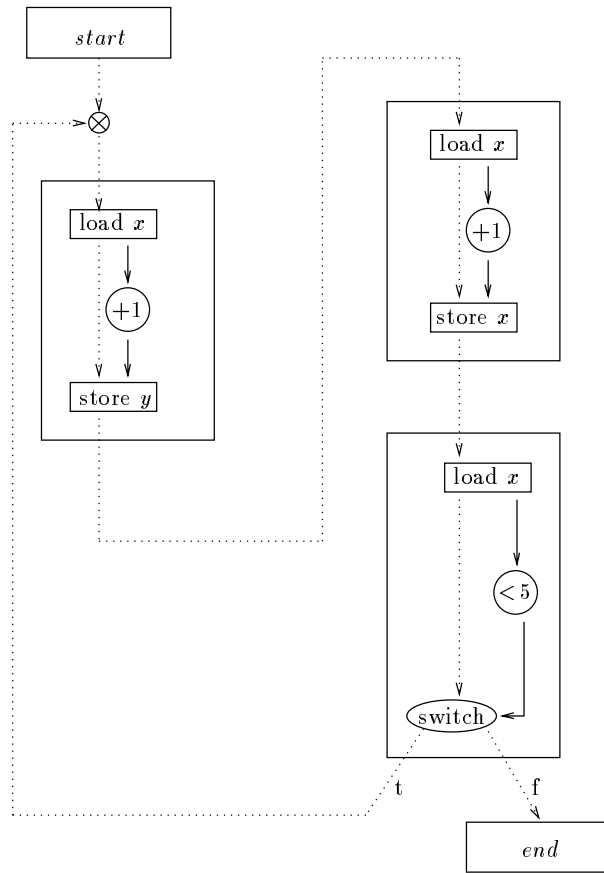 start
load x
+1
store y
load x
+1
store x
load x
< 5
switch
t
f
end